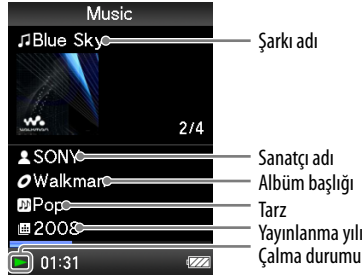 Music
Blue Sky
Şarkı adı
2/4
SONY
Sanatçı adı
Walkman
Albüm başlığı
Pop
Tarz
2008
Yayınlanma yılı
Çalma durumu
01:31